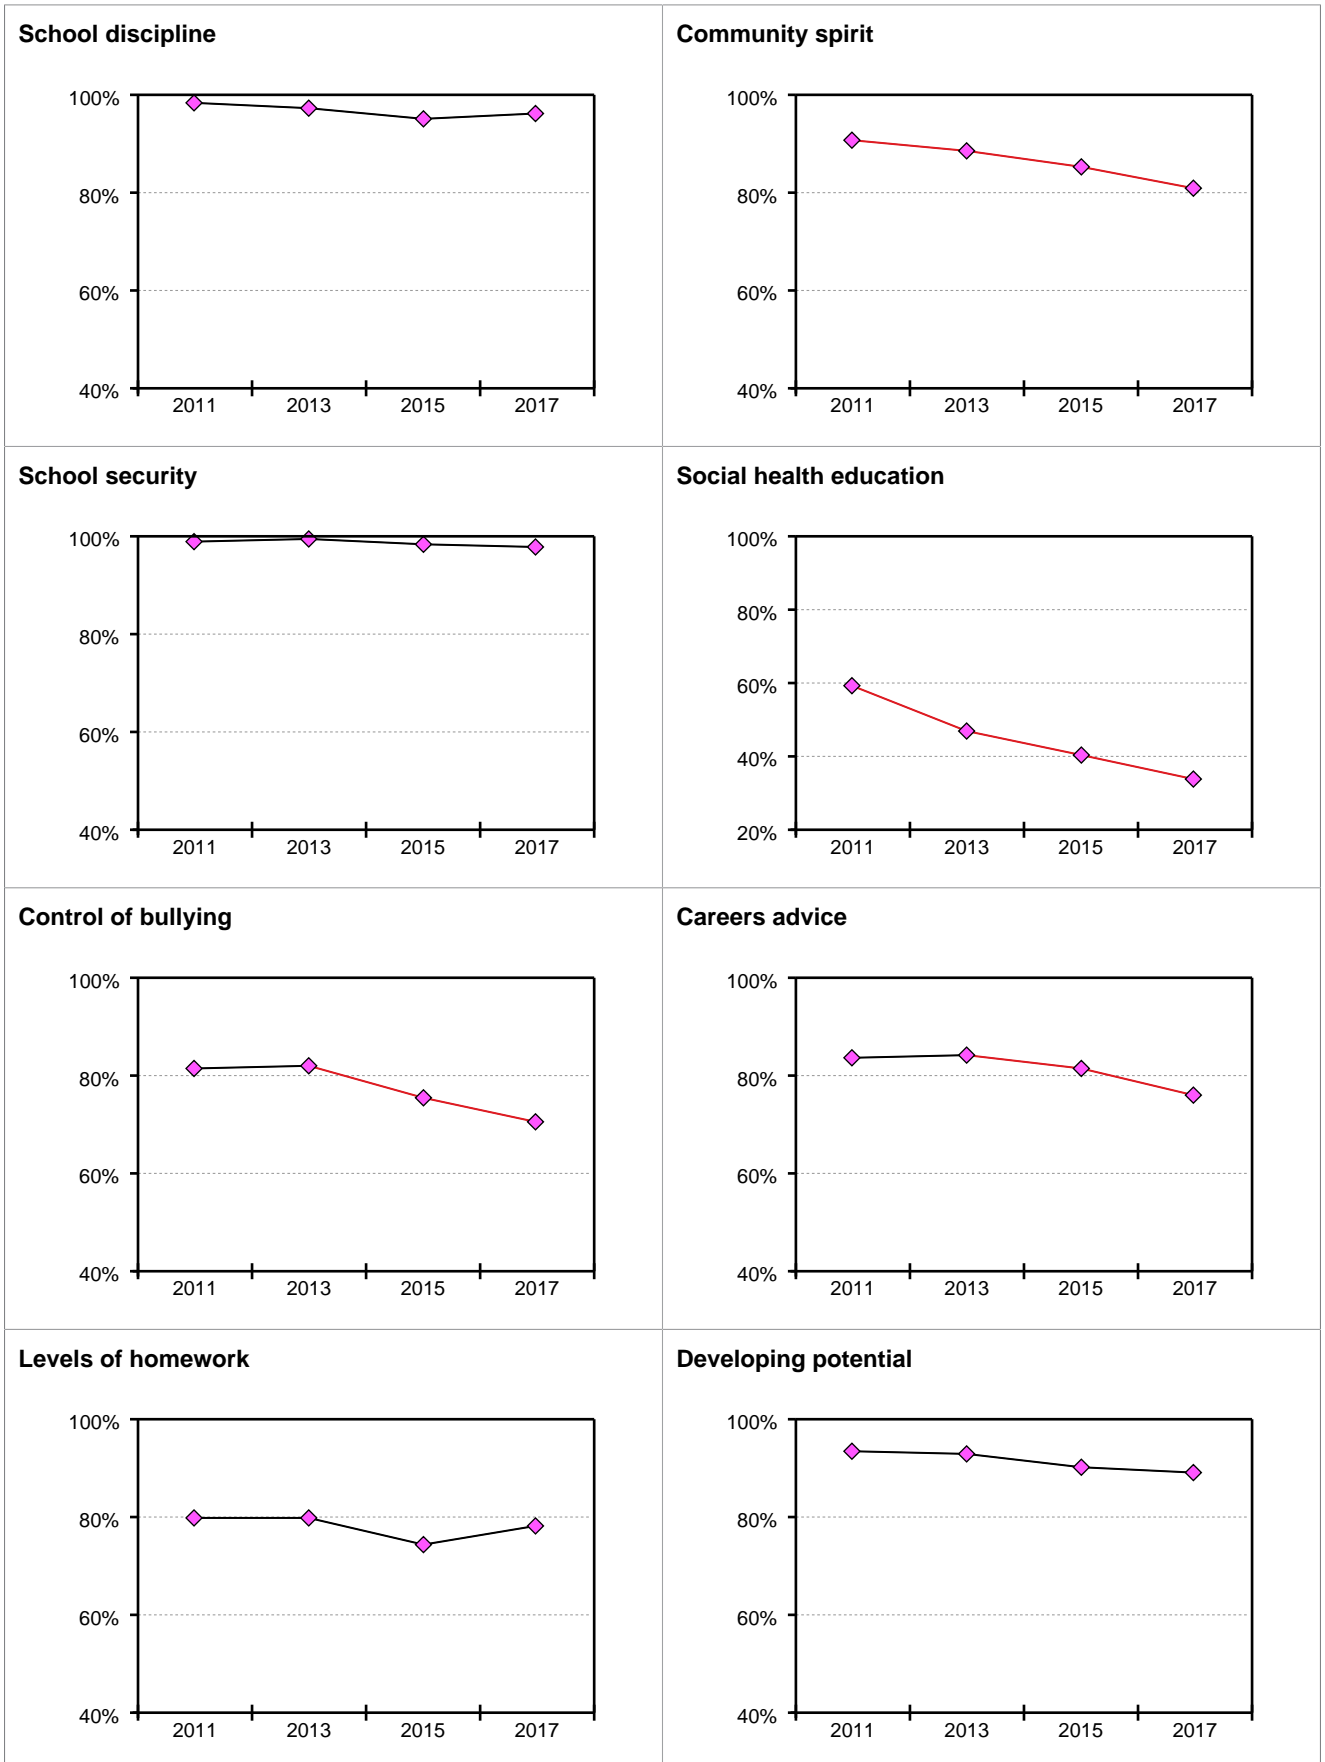 School discipline
100%
80%
60%
40%
2011 2013 2015 2017
Community spirit
100%
80%
60%
40%
2011 2013 2015 2017
School security
100%
80%
60%
40%
2011 2013 2015 2017
Social health education
100%
80%
60%
40%
20%
2011 2013 2015 2017
Control of bullying
100%
80%
60%
40%
2011 2013 2015 2017
Careers advice
100%
80%
60%
40%
2011 2013 2015 2017
Levels of homework
100%
80%
60%
40%
2011 2013 2015 2017
Developing potential
100%
80%
60%
40%
2011 2013 2015 2017